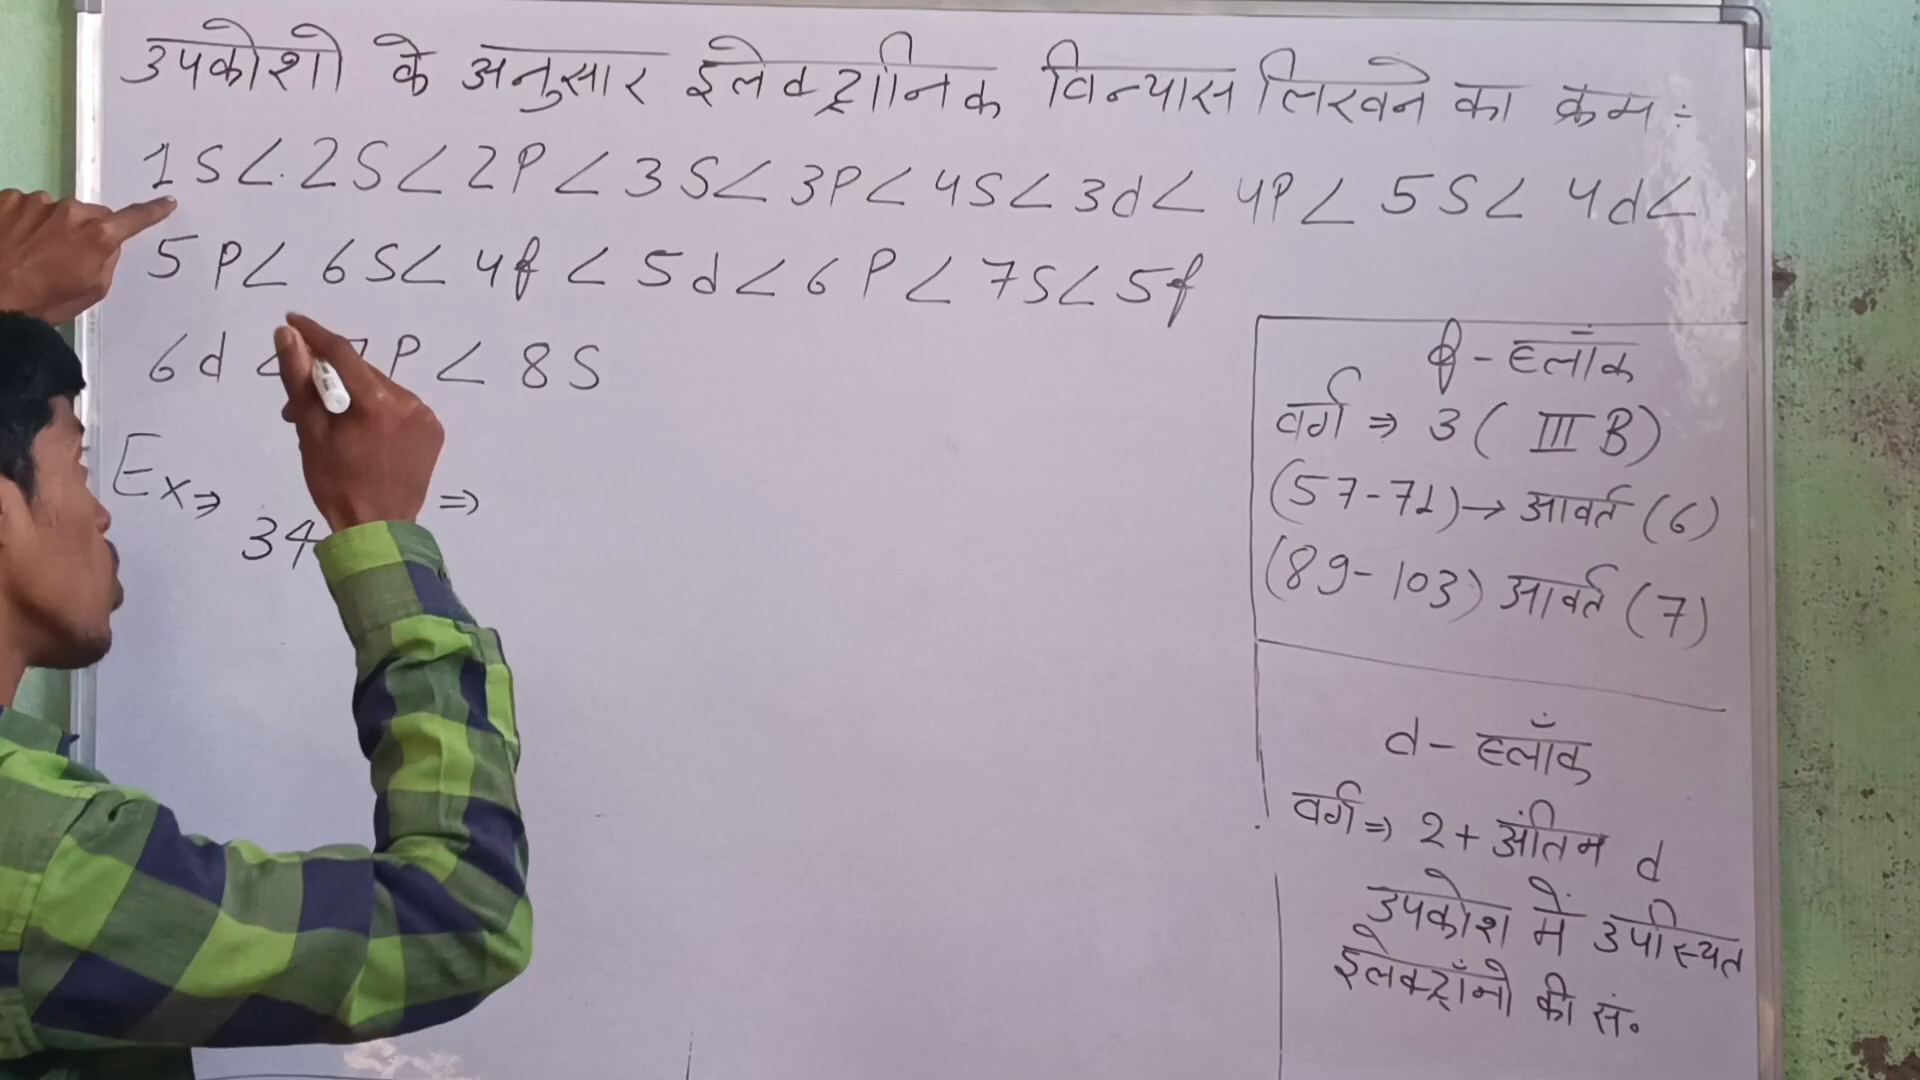 उपकोशो के अनुसार इलेक्ट्रॉनिक विन्यास लिखने का क्रम :-
1S < 2S < 2P < 3S < 3P < 4S < 3d < 4P < 5S < 4d <
5P < 6S < 4f < 5d < 6P < 7S < 5f
6d < 7P < 8S
Ex ⇒ 34 ⇒
f - ब्लॉक
वर्ग ⇒ 3 ( III B )
(57-71) → आवर्त (6)
(89-103) आवर्त (7)
d - ब्लॉक
वर्ग ⇒ 2 + अंतिम d
उपकोश में उपस्थित
इलेक्ट्रॉनो की सं०